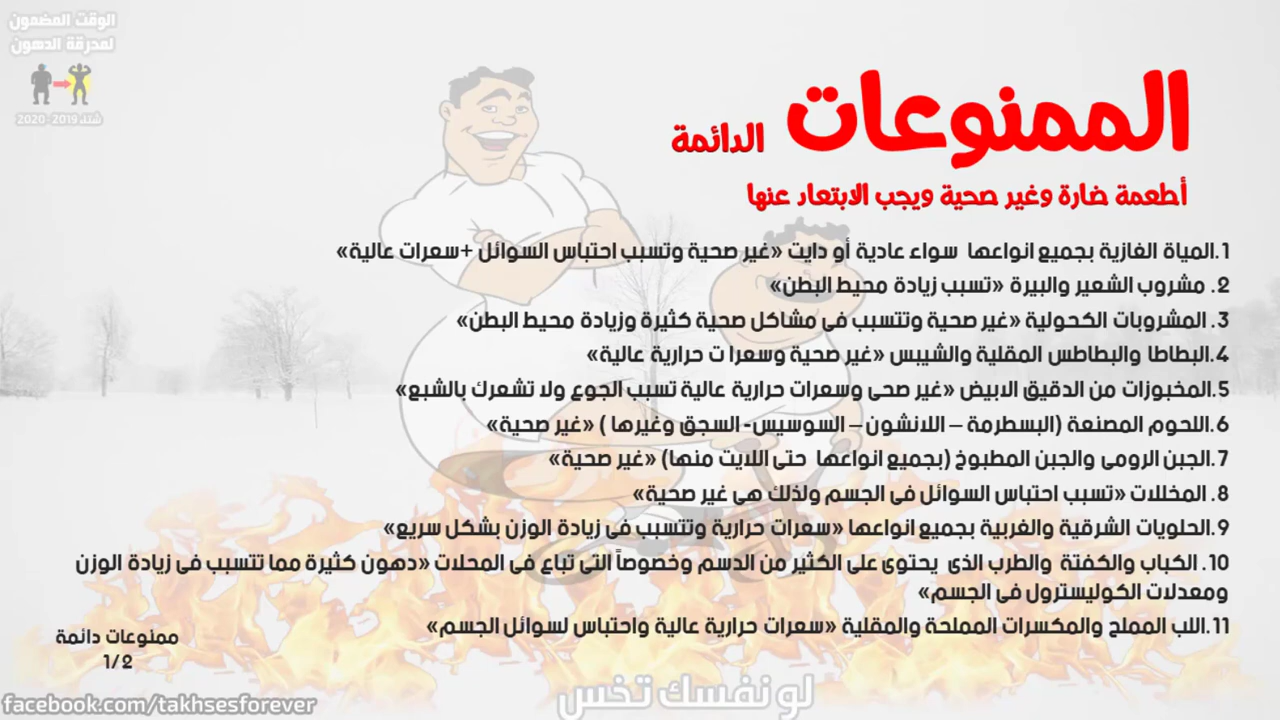 الوقت المضمون
لمحرقة الدهون
شتاء 2019-2020
الممنوعات الدائمة
أطعمة ضارة وغير صحية ويجب الابتعاد عنها
1.المياة الغازية بجميع انواعها سواء عادية أو دايت «غير صحية وتسبب احتباس السوائل +سعرات عالية»
2. مشروب الشعير والبيرة «تسبب زيادة محيط البطن»
3. المشروبات الكحولية «غير صحية وتتسبب فى مشاكل صحية كثيرة وزيادة محيط البطن»
4.البطاطا والبطاطس المقلية والشيبس «غير صحية وسعرا ت حرارية عالية»
5.المخبوزات من الدقيق الابيض «غير صحى وسعرات حرارية عالية تسبب الجوع ولا تشعرك بالشبع»
6.اللحوم المصنعة (البسطرمة – اللانشون– السوسيس- السجق وغيرها ) «غير صحية»
7.الجبن الرومى والجبن المطبوخ (بجميع انواعها حتى اللايت منها) «غير صحية»
8. المخللات «تسبب احتباس السوائل فى الجسم ولذلك هى غير صحية»
9.الحلويات الشرقية والغربية بجميع انواعها «سعرات حرارية وتتسبب فى زيادة الوزن بشكل سريع»
10. الكباب والكفتة والطرب الذى يحتوى على الكثير من الدسم وخصوصاً التى تباع فى المحلات «دهون كثيرة مما تتسبب فى زيادة الوزن
ومعدلات الكوليسترول فى الجسم»
11.اللب المملح والمكسرات المملحة والمقلية «سعرات حرارية عالية واحتباس لسوائل الجسم»
ممنوعات دائمة
1/2
لو نفسك تخس
facebook.com/takhsesforever